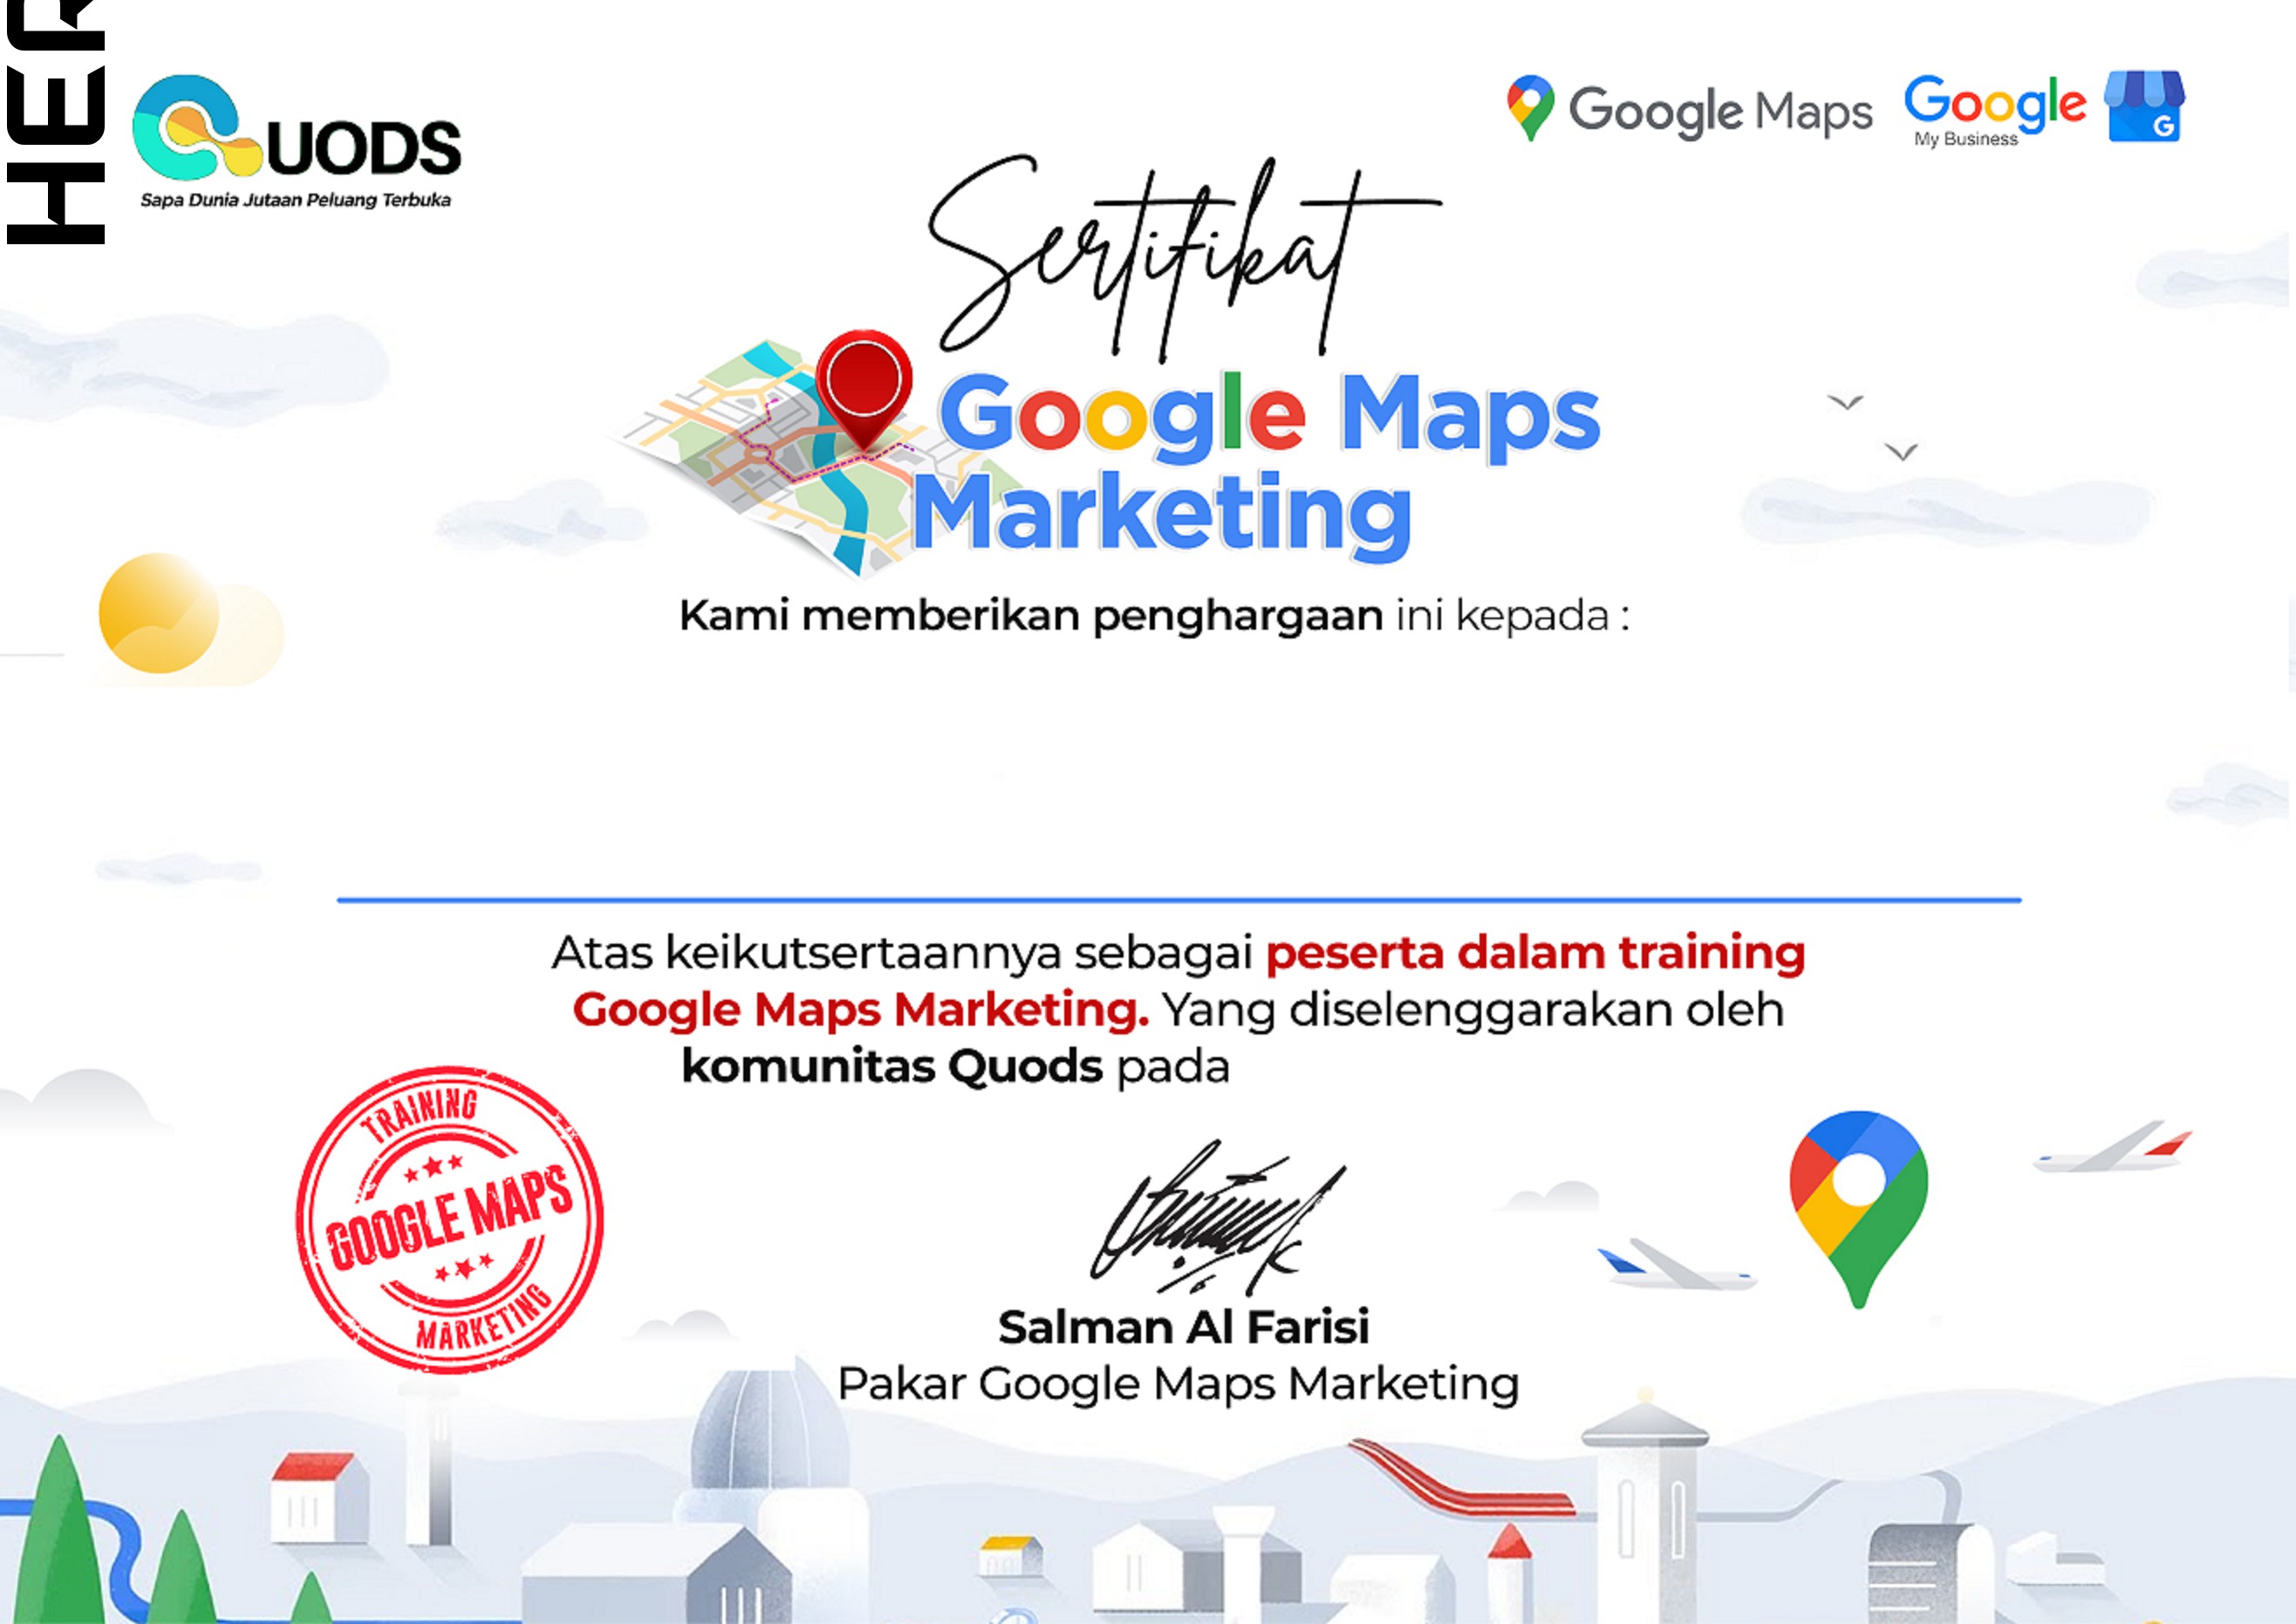 HER
QUODS
Sapa Dunia Jutaan Peluang Terbuka
Google Maps
Google
My Business
G
Sertifikat
Google Maps
Marketing
Kami memberikan penghargaan ini kepada :
Atas keikutsertaannya sebagai peserta dalam training
Google Maps Marketing. Yang diselenggarakan oleh
komunitas Quods pada
TRAINING
GOOGLE MAPS
MARKETING
Salman Al Farisi
Pakar Google Maps Marketing